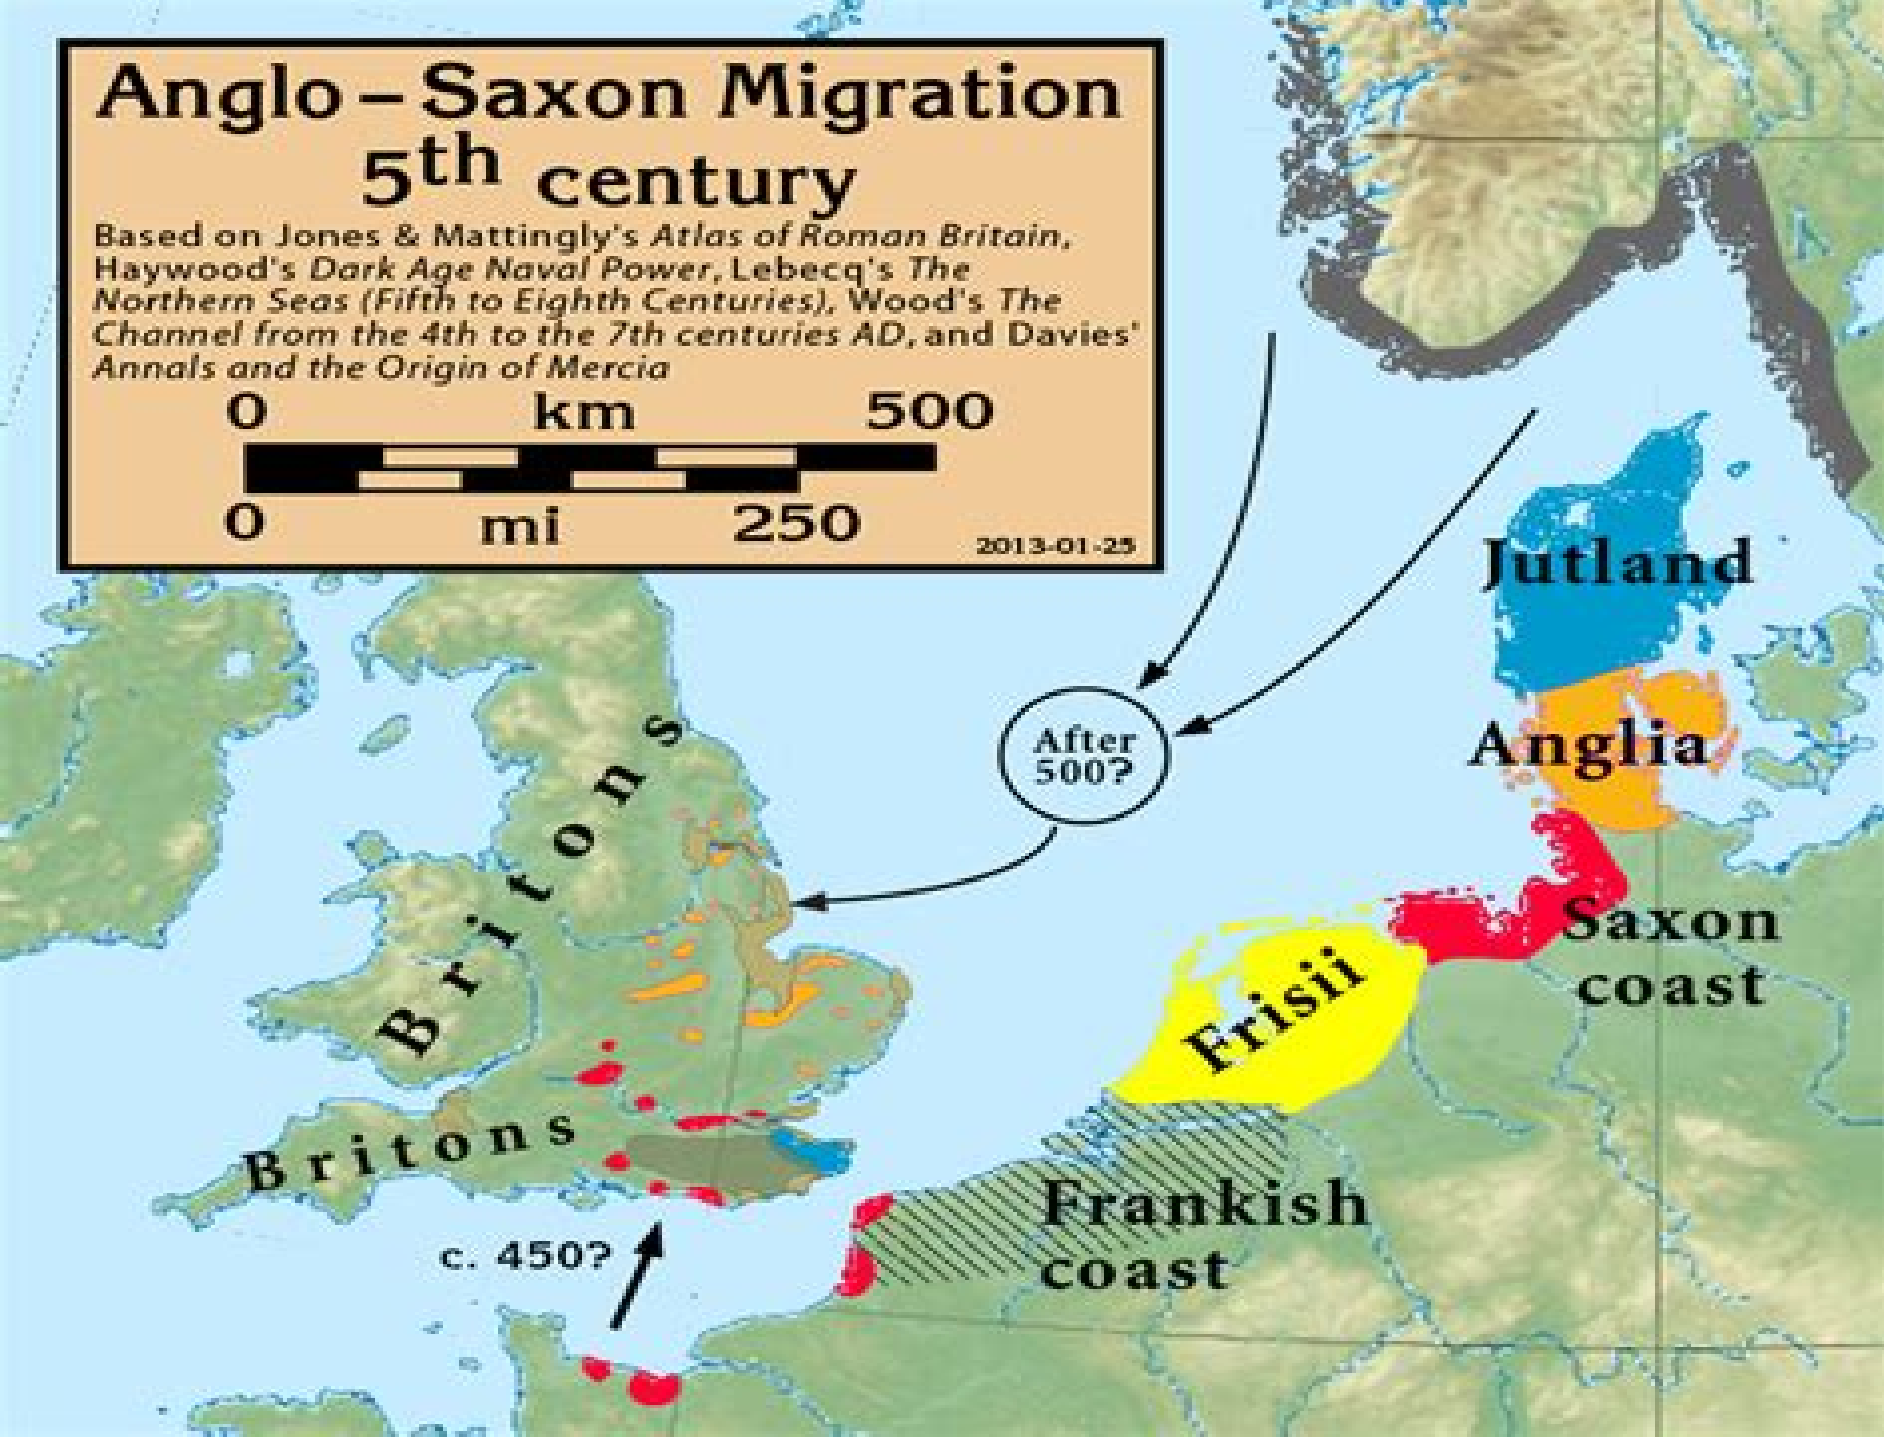 Anglo – Saxon Migration
5th century
Based on Jones & Mattingly's Atlas of Roman Britain,
Haywood's Dark Age Naval Power, Lebecq's The
Northern Seas (Fifth to Eighth Centuries), Wood's The
Channel from the 4th to the 7th centuries AD, and Davies'
Annals and the Origin of Mercia
0 km 500
0 mi 250
2013-01-25
Jutland
Anglia
After
500?
Britons
Saxon
coast
Frisii
Britons
Frankish
coast
c. 450?